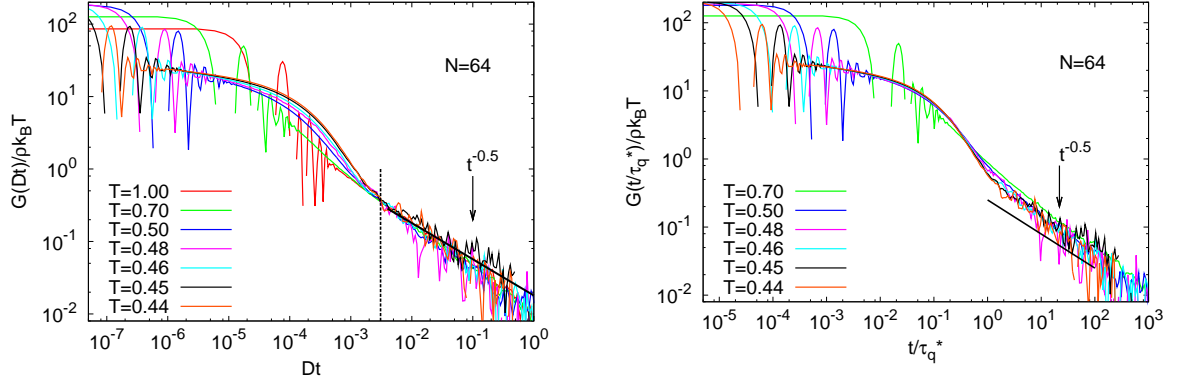 10^2
10^1
10^0
10^-1
10^-2
G(Dt)/ρk_BT
N=64
t^-0.5
T=1.00
T=0.70
T=0.50
T=0.48
T=0.46
T=0.45
T=0.44
10^-7 10^-6 10^-5 10^-4 10^-3 10^-2 10^-1 10^0
Dt
10^2
10^1
10^0
10^-1
10^-2
G(t/τ_q^*)/ρk_BT
N=64
t^-0.5
T=0.70
T=0.50
T=0.48
T=0.46
T=0.45
T=0.44
10^-5 10^-4 10^-3 10^-2 10^-1 10^0 10^1 10^2 10^3
t/τ_q^*